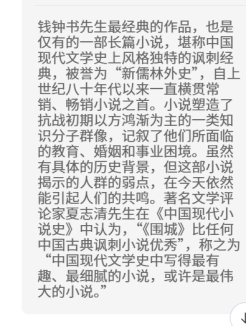 钱钟书先生最经典的作品，也是
仅有的一部长篇小说，堪称中国
现代文学史上风格独特的讽刺经
典，被誉为“新儒林外史”，自上
世纪八十年代以来一直横贯常
销、畅销小说之首。小说塑造了
抗战初期以方鸿渐为主的一类知
识分子群像，记叙了他们所面临
的教育、婚姻和事业困境。虽然
有具体的历史背景，但这部小说
揭示的人群的弱点，在今天依然
能引起人们的共鸣。著名文学评
论家夏志清先生在《中国现代小
说史》中认为，“《围城》比任何
中国古典讽刺小说优秀”，称之为
“中国现代文学史中写得最有
趣、最细腻的小说，或许是最伟
大的小说。”